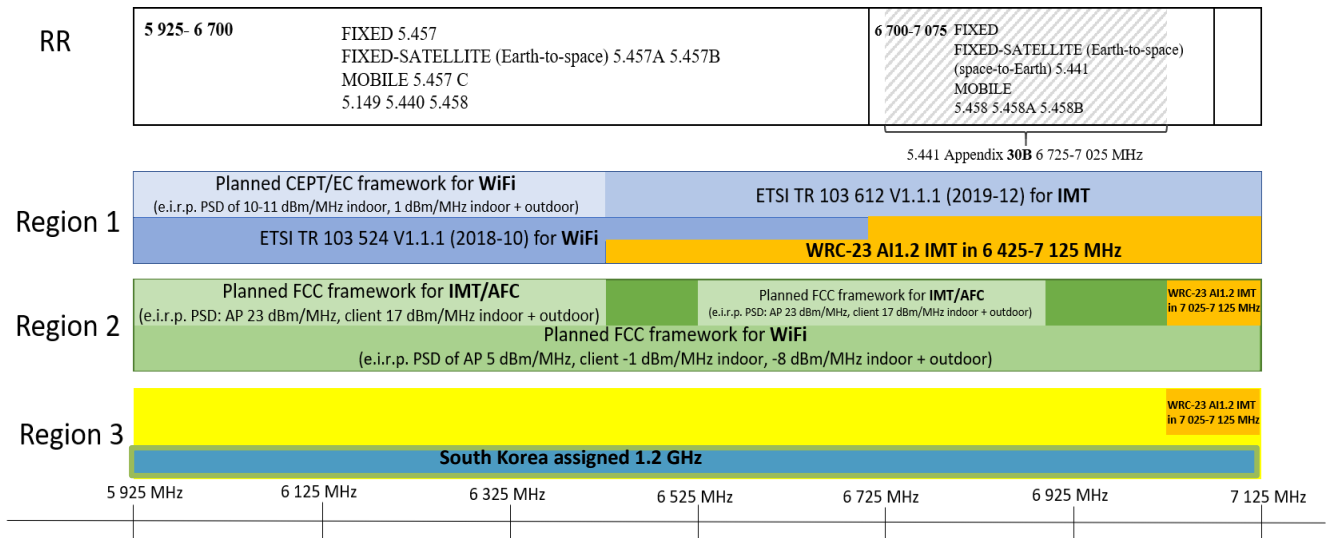 RR
5 925- 6 700
FIXED 5.457
FIXED-SATELLITE (Earth-to-space) 5.457A 5.457B
MOBILE 5.457 C
5.149 5.440 5.458
6 700-7 075 FIXED
FIXED-SATELLITE (Earth-to-space)
(space-to-Earth) 5.441
MOBILE
5.458 5.458A 5.458B
5.441 Appendix 30B 6 725-7 025 MHz
Region 1
Planned CEPT/EC framework for WiFi
(e.i.r.p. PSD of 10-11 dBm/MHz indoor, 1 dBm/MHz indoor + outdoor)
ETSI TR 103 612 V1.1.1 (2019-12) for IMT
ETSI TR 103 524 V1.1.1 (2018-10) for WiFi
WRC-23 AI1.2 IMT in 6 425-7 125 MHz
Region 2
Planned FCC framework for IMT/AFC
(e.i.r.p. PSD: AP 23 dBm/MHz, client 17 dBm/MHz indoor + outdoor)
Planned FCC framework for IMT/AFC
(e.i.r.p. PSD: AP 23 dBm/MHz, client 17 dBm/MHz indoor + outdoor)
WRC-23 AI1.2 IMT
in 7 025-7 125 MHz
Planned FCC framework for WiFi
(e.i.r.p. PSD of AP 5 dBm/MHz, client -1 dBm/MHz indoor, -8 dBm/MHz indoor + outdoor)
Region 3
WRC-23 AI1.2 IMT
in 7 025-7 125 MHz
South Korea assigned 1.2 GHz
5 925 MHz
6 125 MHz
6 325 MHz
6 525 MHz
6 725 MHz
6 925 MHz
7 125 MHz